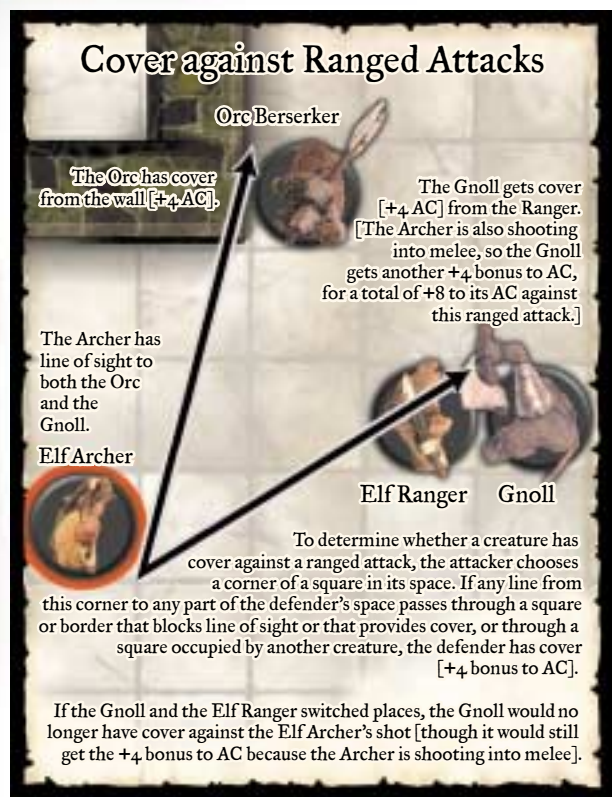 Cover against Ranged Attacks
Orc Berserker
The Orc has cover
from the wall [+4 AC].
The Gnoll gets cover
[+4 AC] from the Ranger.
[The Archer is also shooting
into melee, so the Gnoll
gets another +4 bonus to AC,
for a total of +8 to its AC against
this ranged attack.]
The Archer has
line of sight to
both the Orc
and the
Gnoll.
Elf Archer
Elf Ranger
Gnoll
To determine whether a creature has
cover against a ranged attack, the attacker chooses
a corner of a square in its space. If any line from
this corner to any part of the defender's space passes through a square
or border that blocks line of sight or that provides cover, or through a
square occupied by another creature, the defender has cover
[+4 bonus to AC].
If the Gnoll and the Elf Ranger switched places, the Gnoll would no
longer have cover against the Elf Archer's shot [though it would still
get the +4 bonus to AC because the Archer is shooting into melee].